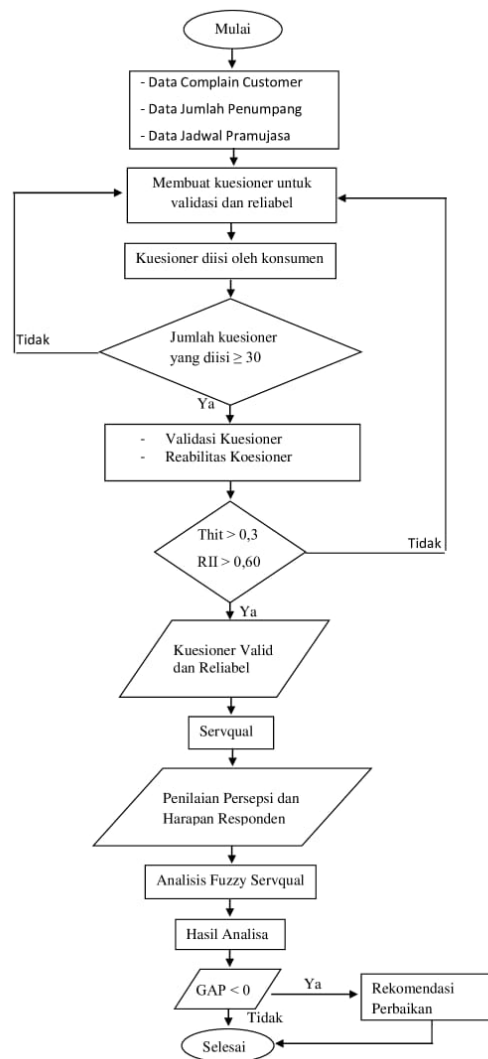 Mulai
- Data Complain Customer
- Data Jumlah Penumpang
- Data Jadwal Pramujasa
Membuat kuesioner untuk
validasi dan reliabel
Kuesioner diisi oleh konsumen
Jumlah kuesioner
yang diisi ≥ 30
Tidak
Ya
- Validasi Kuesioner
- Reabilitas Koesioner
Thit > 0,3
RII > 0,60
Tidak
Ya
Kuesioner Valid
dan Reliabel
Servqual
Penilaian Persepsi dan
Harapan Responden
Analisis Fuzzy Servqual
Hasil Analisa
GAP < 0
Ya
Rekomendasi
Perbaikan
Tidak
Selesai